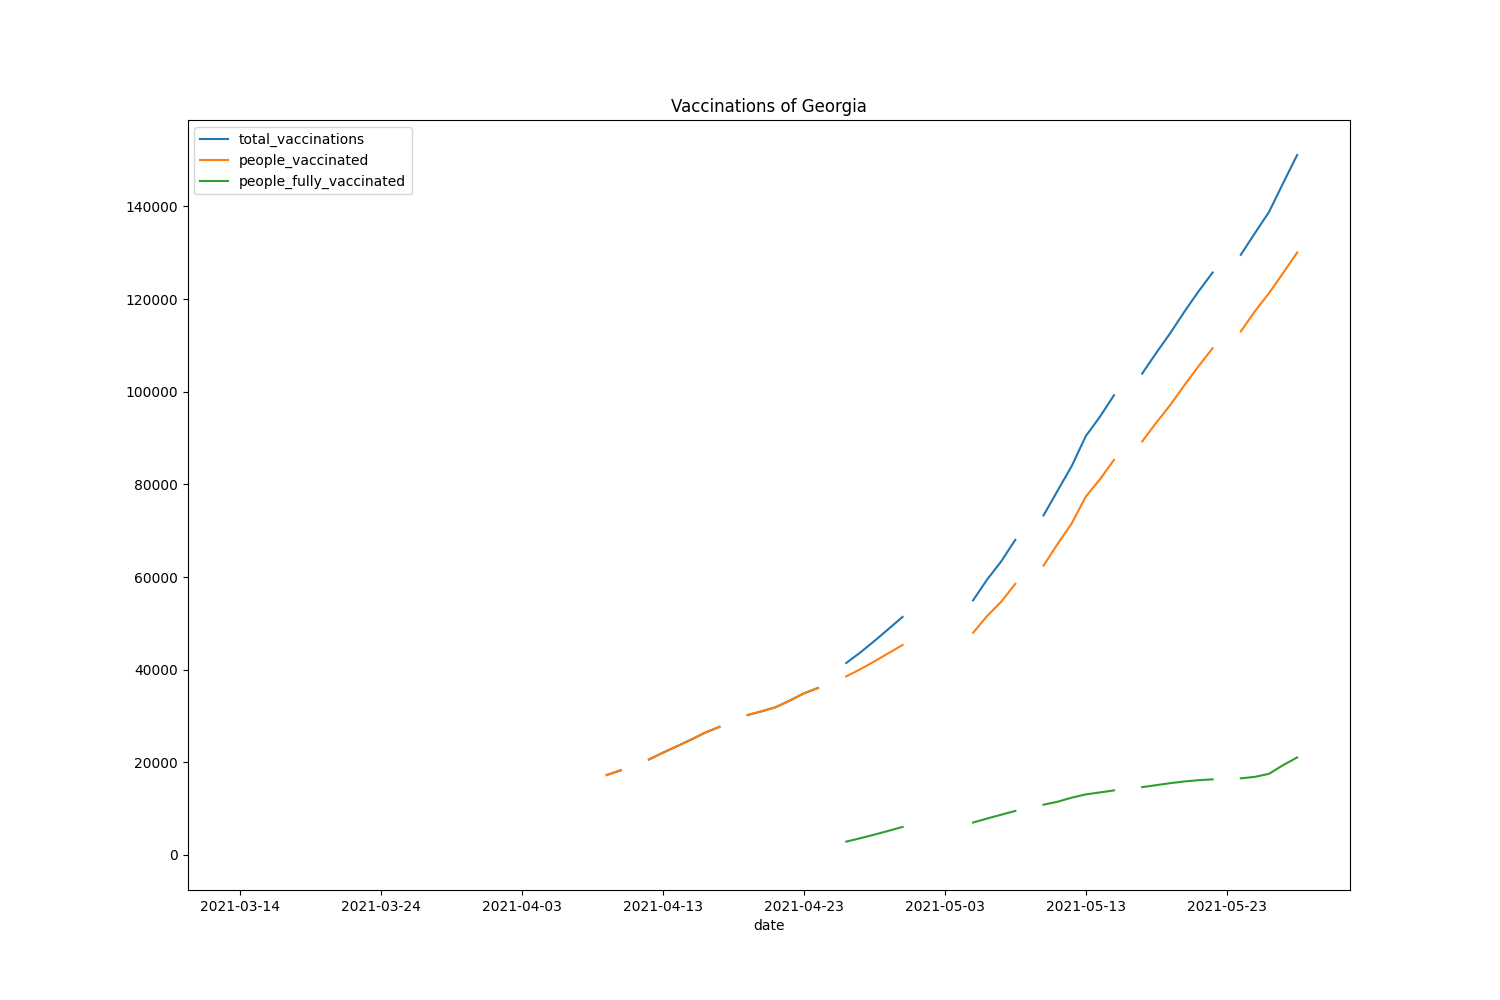 Vaccinations of Georgia
total_vaccinations
people_vaccinated
people_fully_vaccinated
140000
120000
100000
80000
60000
40000
20000
0
2021-03-14 2021-03-24 2021-04-03 2021-04-13 2021-04-23 2021-05-03 2021-05-13 2021-05-23
date